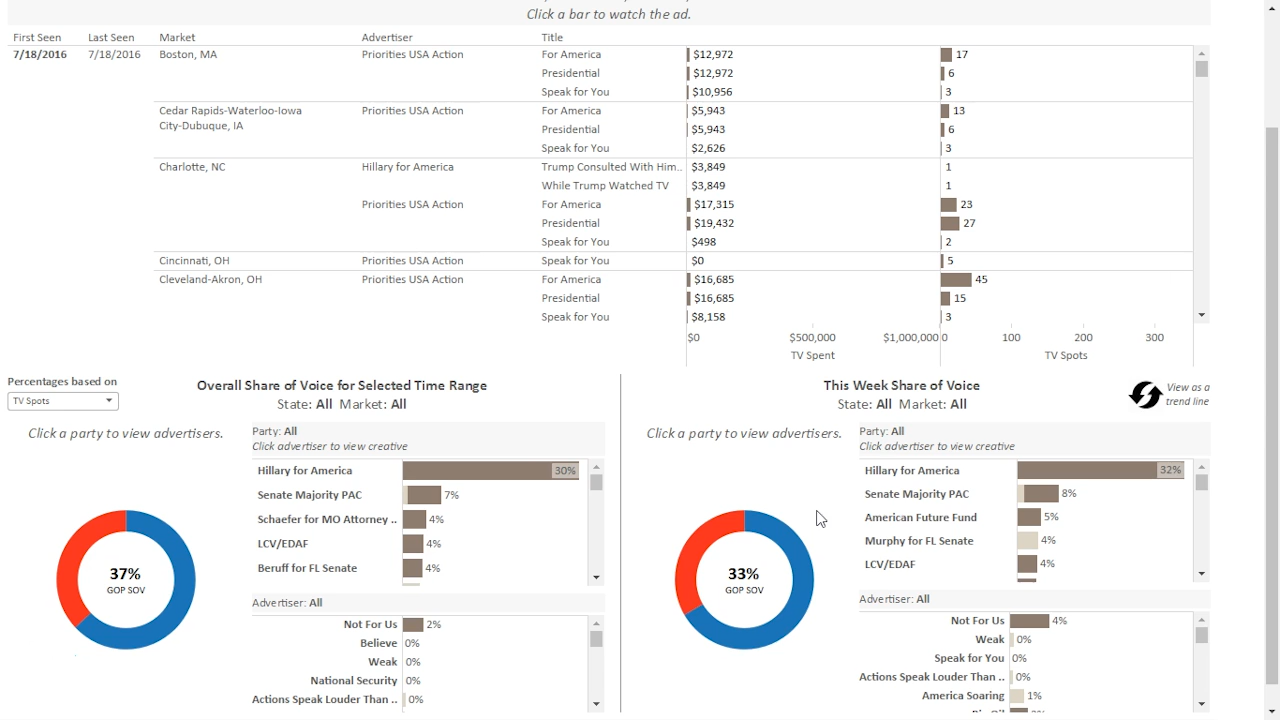 Click a bar to watch the ad.
First Seen Last Seen Market Advertiser Title
7/18/2016 7/18/2016 Boston, MA Priorities USA Action For America $12,972 17
Presidential $12,972 6
Speak for You $10,956 3
Cedar Rapids-Waterloo-Iowa Priorities USA Action For America $5,943 13
City-Dubuque, IA
Presidential $5,943 6
Speak for You $2,626 3
Charlotte, NC Hillary for America Trump Consulted With Him.. $3,849 1
While Trump Watched TV $3,849 1
Priorities USA Action For America $17,315 23
Presidential $19,432 27
Speak for You $498 2
Cincinnati, OH Priorities USA Action Speak for You $0 5
Cleveland-Akron, OH Priorities USA Action For America $16,685 45
Presidential $16,685 15
Speak for You $8,158 3
$0 $500,000 $1,000,000 0 100 200 300
TV Spent TV Spots
Percentages based on
TV Spots
Overall Share of Voice for Selected Time Range
State: All Market: All
Click a party to view advertisers.
Party: All
Click advertiser to view creative
Hillary for America 30%
Senate Majority PAC 7%
Schaefer for MO Attorney .. 4%
LCV/EDAF 4%
Beruff for FL Senate 4%
37%
GOP SOV
Advertiser: All
Not For Us 2%
Believe 0%
Weak 0%
National Security 0%
Actions Speak Louder Than .. 0%
This Week Share of Voice
State: All Market: All
View as a
trend line
Click a party to view advertisers.
Party: All
Click advertiser to view creative
Hillary for America 32%
Senate Majority PAC 8%
American Future Fund 5%
Murphy for FL Senate 4%
LCV/EDAF 4%
33%
GOP SOV
Advertiser: All
Not For Us 4%
Weak 0%
Speak for You 0%
Actions Speak Louder Than .. 0%
America Soaring 1%